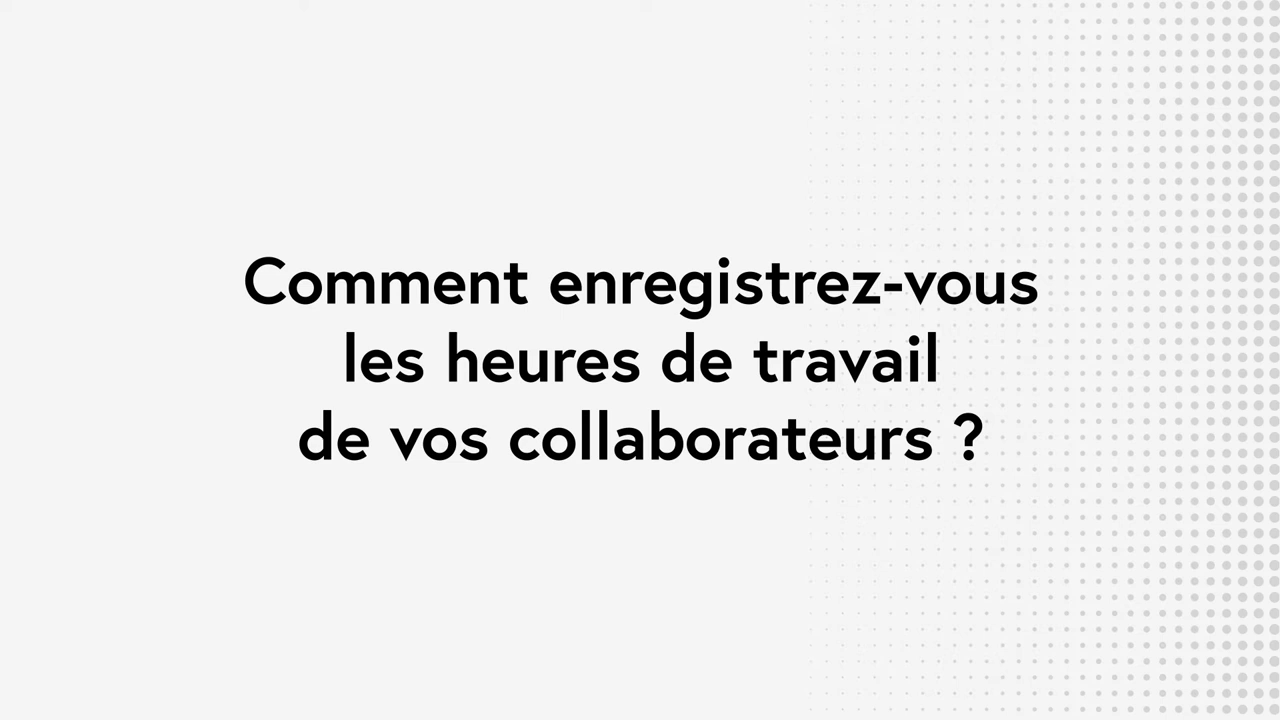 Comment enregistrez-vous
les heures de travail
de vos collaborateurs ?